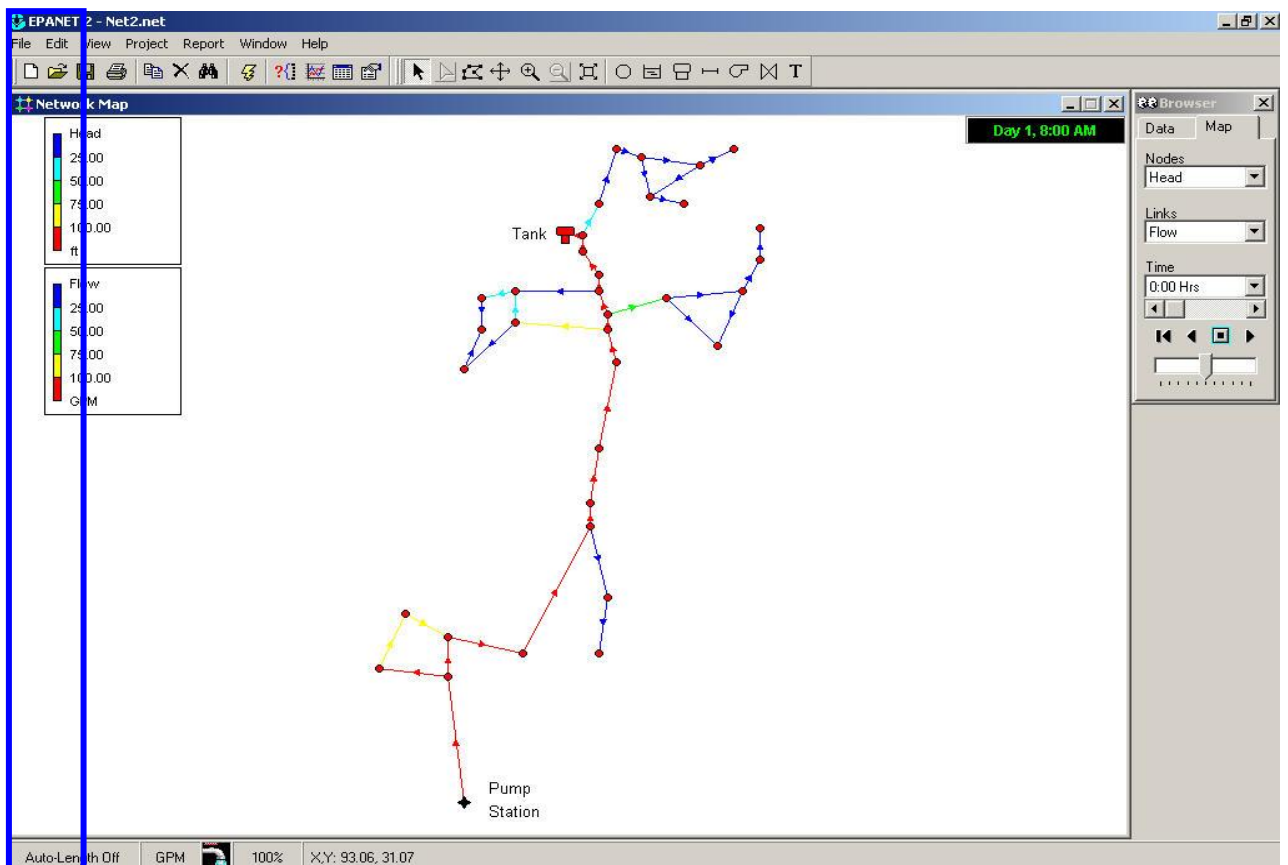 EPANET 2 - Net2.net
File Edit View Project Report Window Help
T
Network Map
Day 1, 8:00 AM
Head
25.00
50.00
75.00
100.00
ft
Flow
25.00
50.00
75.00
100.00
GPM
Tank
Pump
Station
Browser
Data Map
Nodes
Head
Links
Flow
Time
0:00 Hrs
Auto-Length Off GPM 100% X,Y: 93.06, 31.07